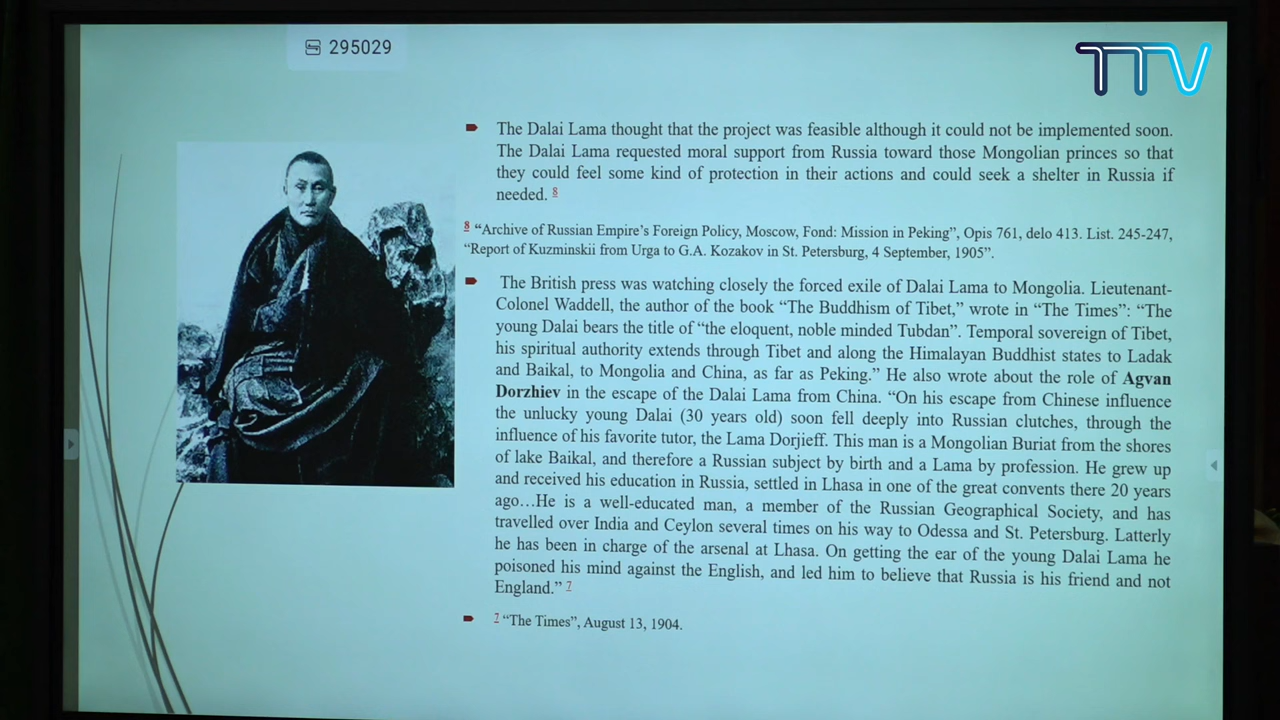 295029
TTV
The Dalai Lama thought that the project was feasible although it could not be implemented soon.
The Dalai Lama requested moral support from Russia toward those Mongolian princes so that
they could feel some kind of protection in their actions and could seek a shelter in Russia if
needed. 8
8 “Archive of Russian Empire’s Foreign Policy, Moscow, Fond: Mission in Peking”, Opis 761, delo 413. List. 245-247,
“Report of Kuzminskii from Urga to G.A. Kozakov in St. Petersburg, 4 September, 1905”.
The British press was watching closely the forced exile of Dalai Lama to Mongolia. Lieutenant-
Colonel Waddell, the author of the book “The Buddhism of Tibet,” wrote in “The Times”: “The
young Dalai bears the title of “the eloquent, noble minded Tubdan”. Temporal sovereign of Tibet,
his spiritual authority extends through Tibet and along the Himalayan Buddhist states to Ladak
and Baikal, to Mongolia and China, as far as Peking.” He also wrote about the role of Agvan
Dorzhiev in the escape of the Dalai Lama from China. “On his escape from Chinese influence
the unlucky young Dalai (30 years old) soon fell deeply into Russian clutches, through the
influence of his favorite tutor, the Lama Dorjieff. This man is a Mongolian Buriat from the shores
of lake Baikal, and therefore a Russian subject by birth and a Lama by profession. He grew up
and received his education in Russia, settled in Lhasa in one of the great convents there 20 years
ago…He is a well-educated man, a member of the Russian Geographical Society, and has
travelled over India and Ceylon several times on his way to Odessa and St. Petersburg. Latterly
he has been in charge of the arsenal at Lhasa. On getting the ear of the young Dalai Lama he
poisoned his mind against the English, and led him to believe that Russia is his friend and not
England.” 7
7 “The Times”, August 13, 1904.